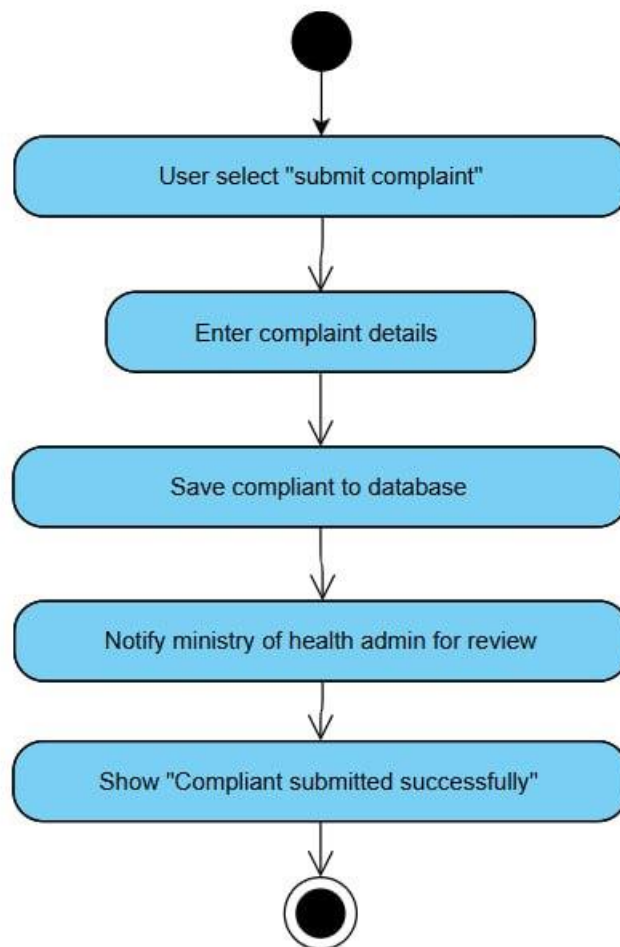 User select "submit complaint"
Enter complaint details
Save compliant to database
Notify ministry of health admin for review
Show "Compliant submitted successfully"